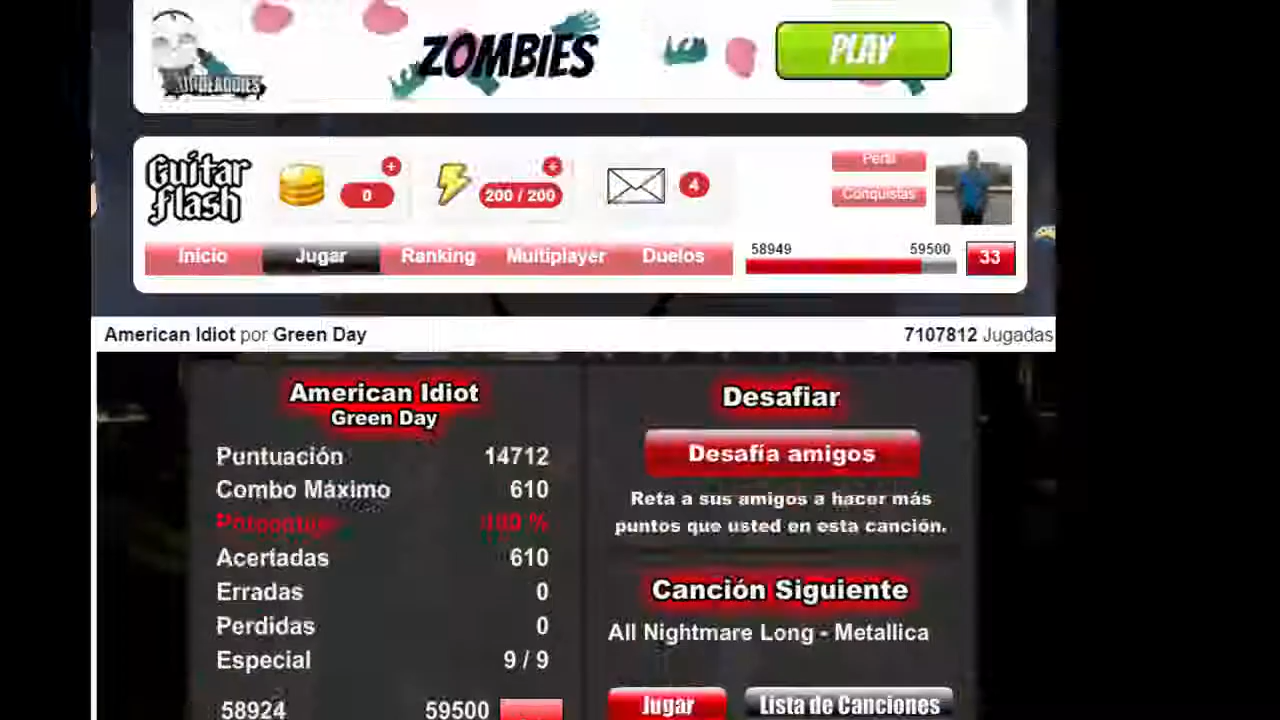 ZOMBIES
PLAY
Guitar Flash
0
200 / 200
4
Perfil
Conquistas
Inicio
Jugar
Ranking
Multiplayer
Duelos
58949
59500
33
American Idiot por Green Day
7107812 Jugadas
American Idiot
Green Day
Puntuación 14712
Combo Máximo 610
Porcentaje 100 %
Acertadas 610
Erradas 0
Perdidas 0
Especial 9 / 9
58924 59500
Desafiar
Desafía amigos
Reta a sus amigos a hacer más
puntos que usted en esta canción.
Canción Siguiente
All Nightmare Long - Metallica
Jugar
Lista de Canciones